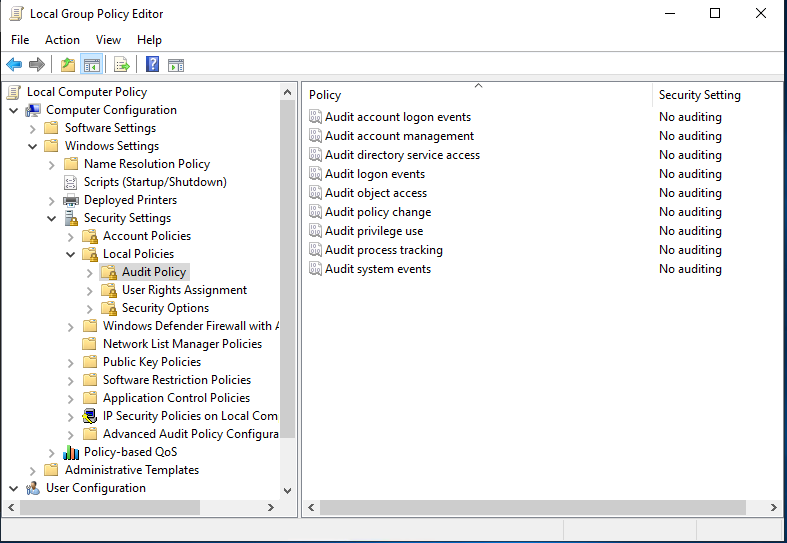 Local Group Policy Editor
File Action View Help
Local Computer Policy
Computer Configuration
Software Settings
Windows Settings
Name Resolution Policy
Scripts (Startup/Shutdown)
Deployed Printers
Security Settings
Account Policies
Local Policies
Audit Policy
User Rights Assignment
Security Options
Windows Defender Firewall with A
Network List Manager Policies
Public Key Policies
Software Restriction Policies
Application Control Policies
IP Security Policies on Local Com
Advanced Audit Policy Configura
Policy-based QoS
Administrative Templates
User Configuration
Policy Security Setting
Audit account logon events No auditing
Audit account management No auditing
Audit directory service access No auditing
Audit logon events No auditing
Audit object access No auditing
Audit policy change No auditing
Audit privilege use No auditing
Audit process tracking No auditing
Audit system events No auditing